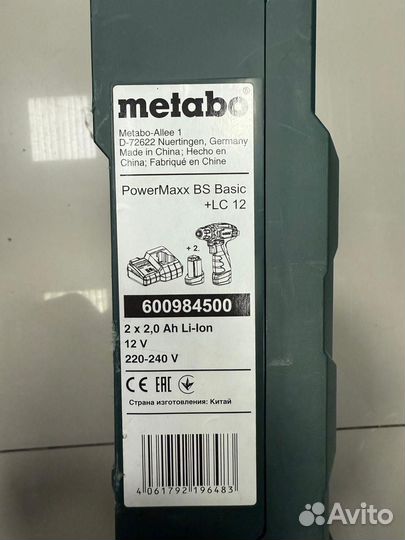 metabo®
Metabo-Allee 1
D-72622 Nuertingen, Germany
Made in China; Hecho en
China; Fabriqué en Chine
PowerMaxx BS Basic
+LC 12
+ 2.
600984500
2 x 2,0 Ah Li-Ion
12 V
220-240 V
CE EAC
Страна изготовления: Китай
4 061792 196483
Avito